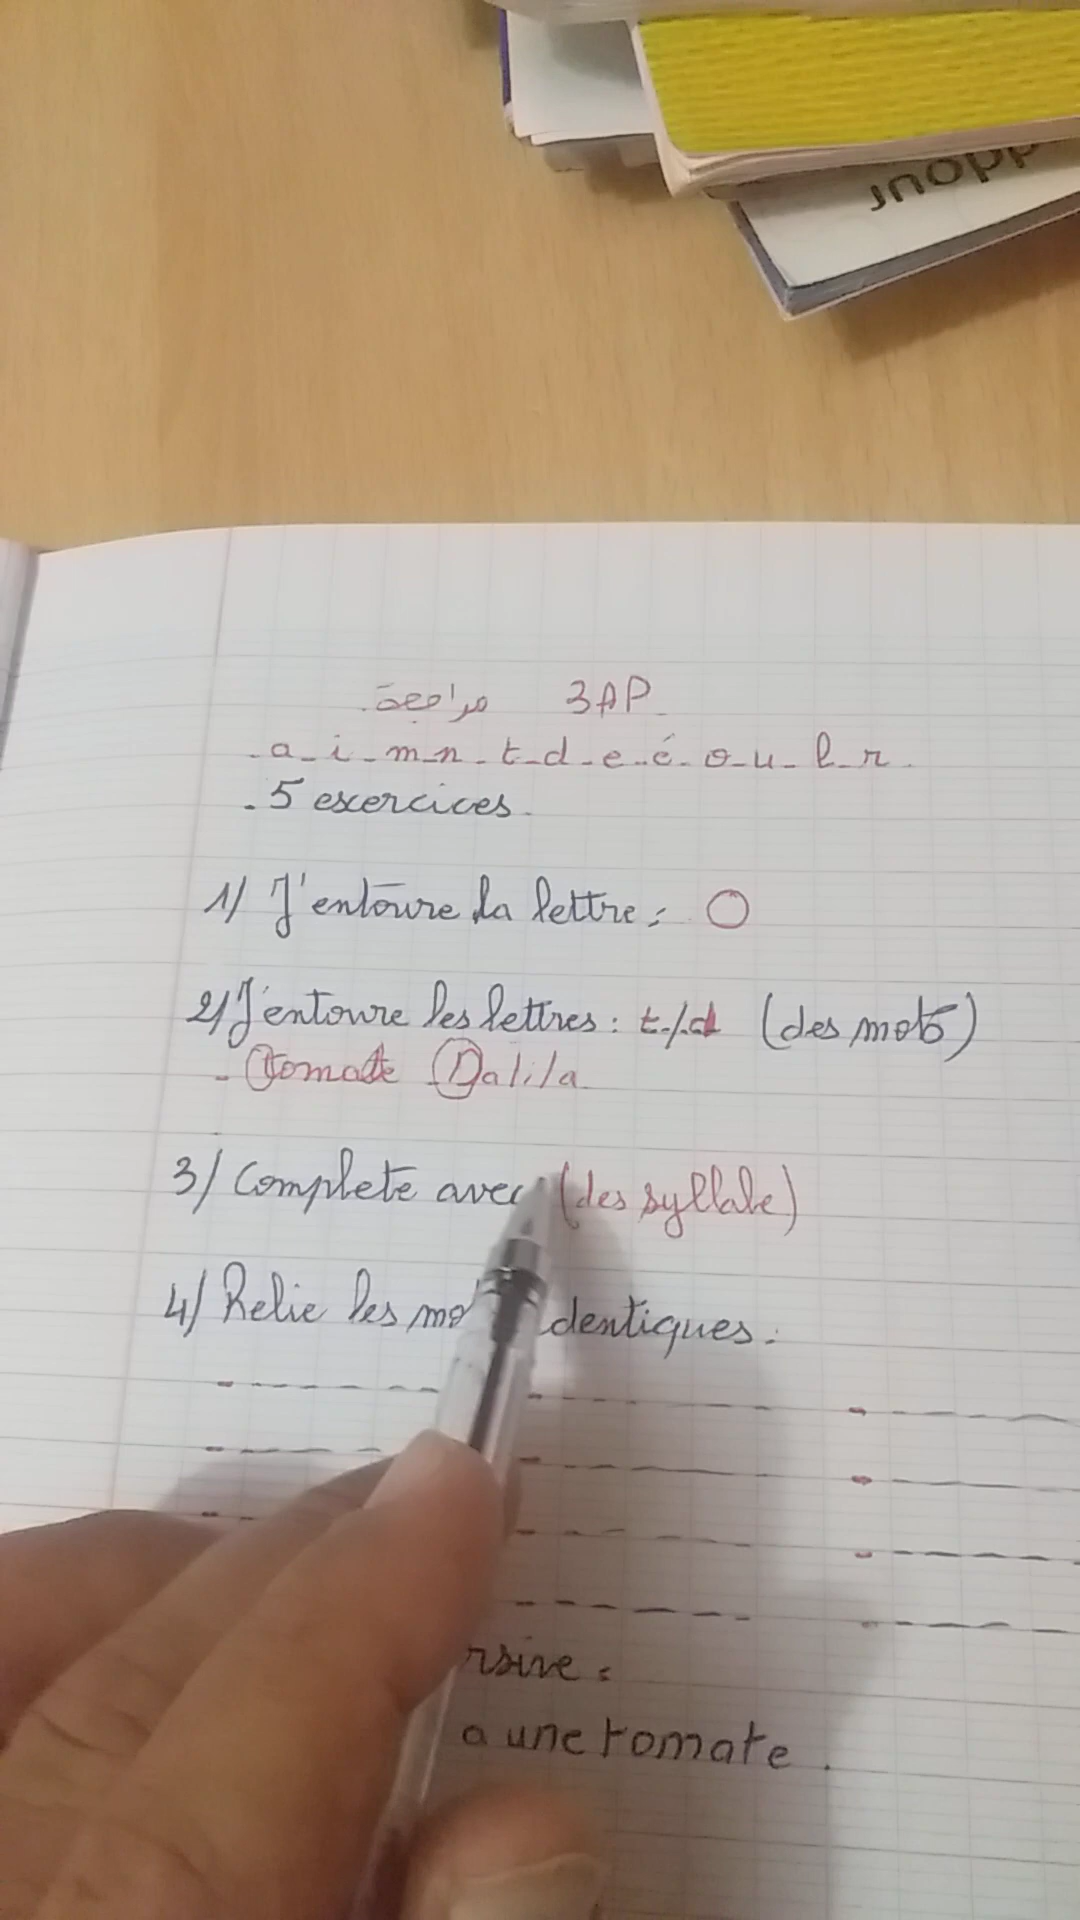 مراجعة 3AP
.a_i_m_n_t_d_e_é_o_u_l_r.
.5 exercices.
1) J'entoure la lettre : O
2) J'entoure les lettres : t./d (des mots)
- Tomate Dalila
3) Complete avec (des syllabe)
4) Relie les dentiques :
rsive :
a une tomate.